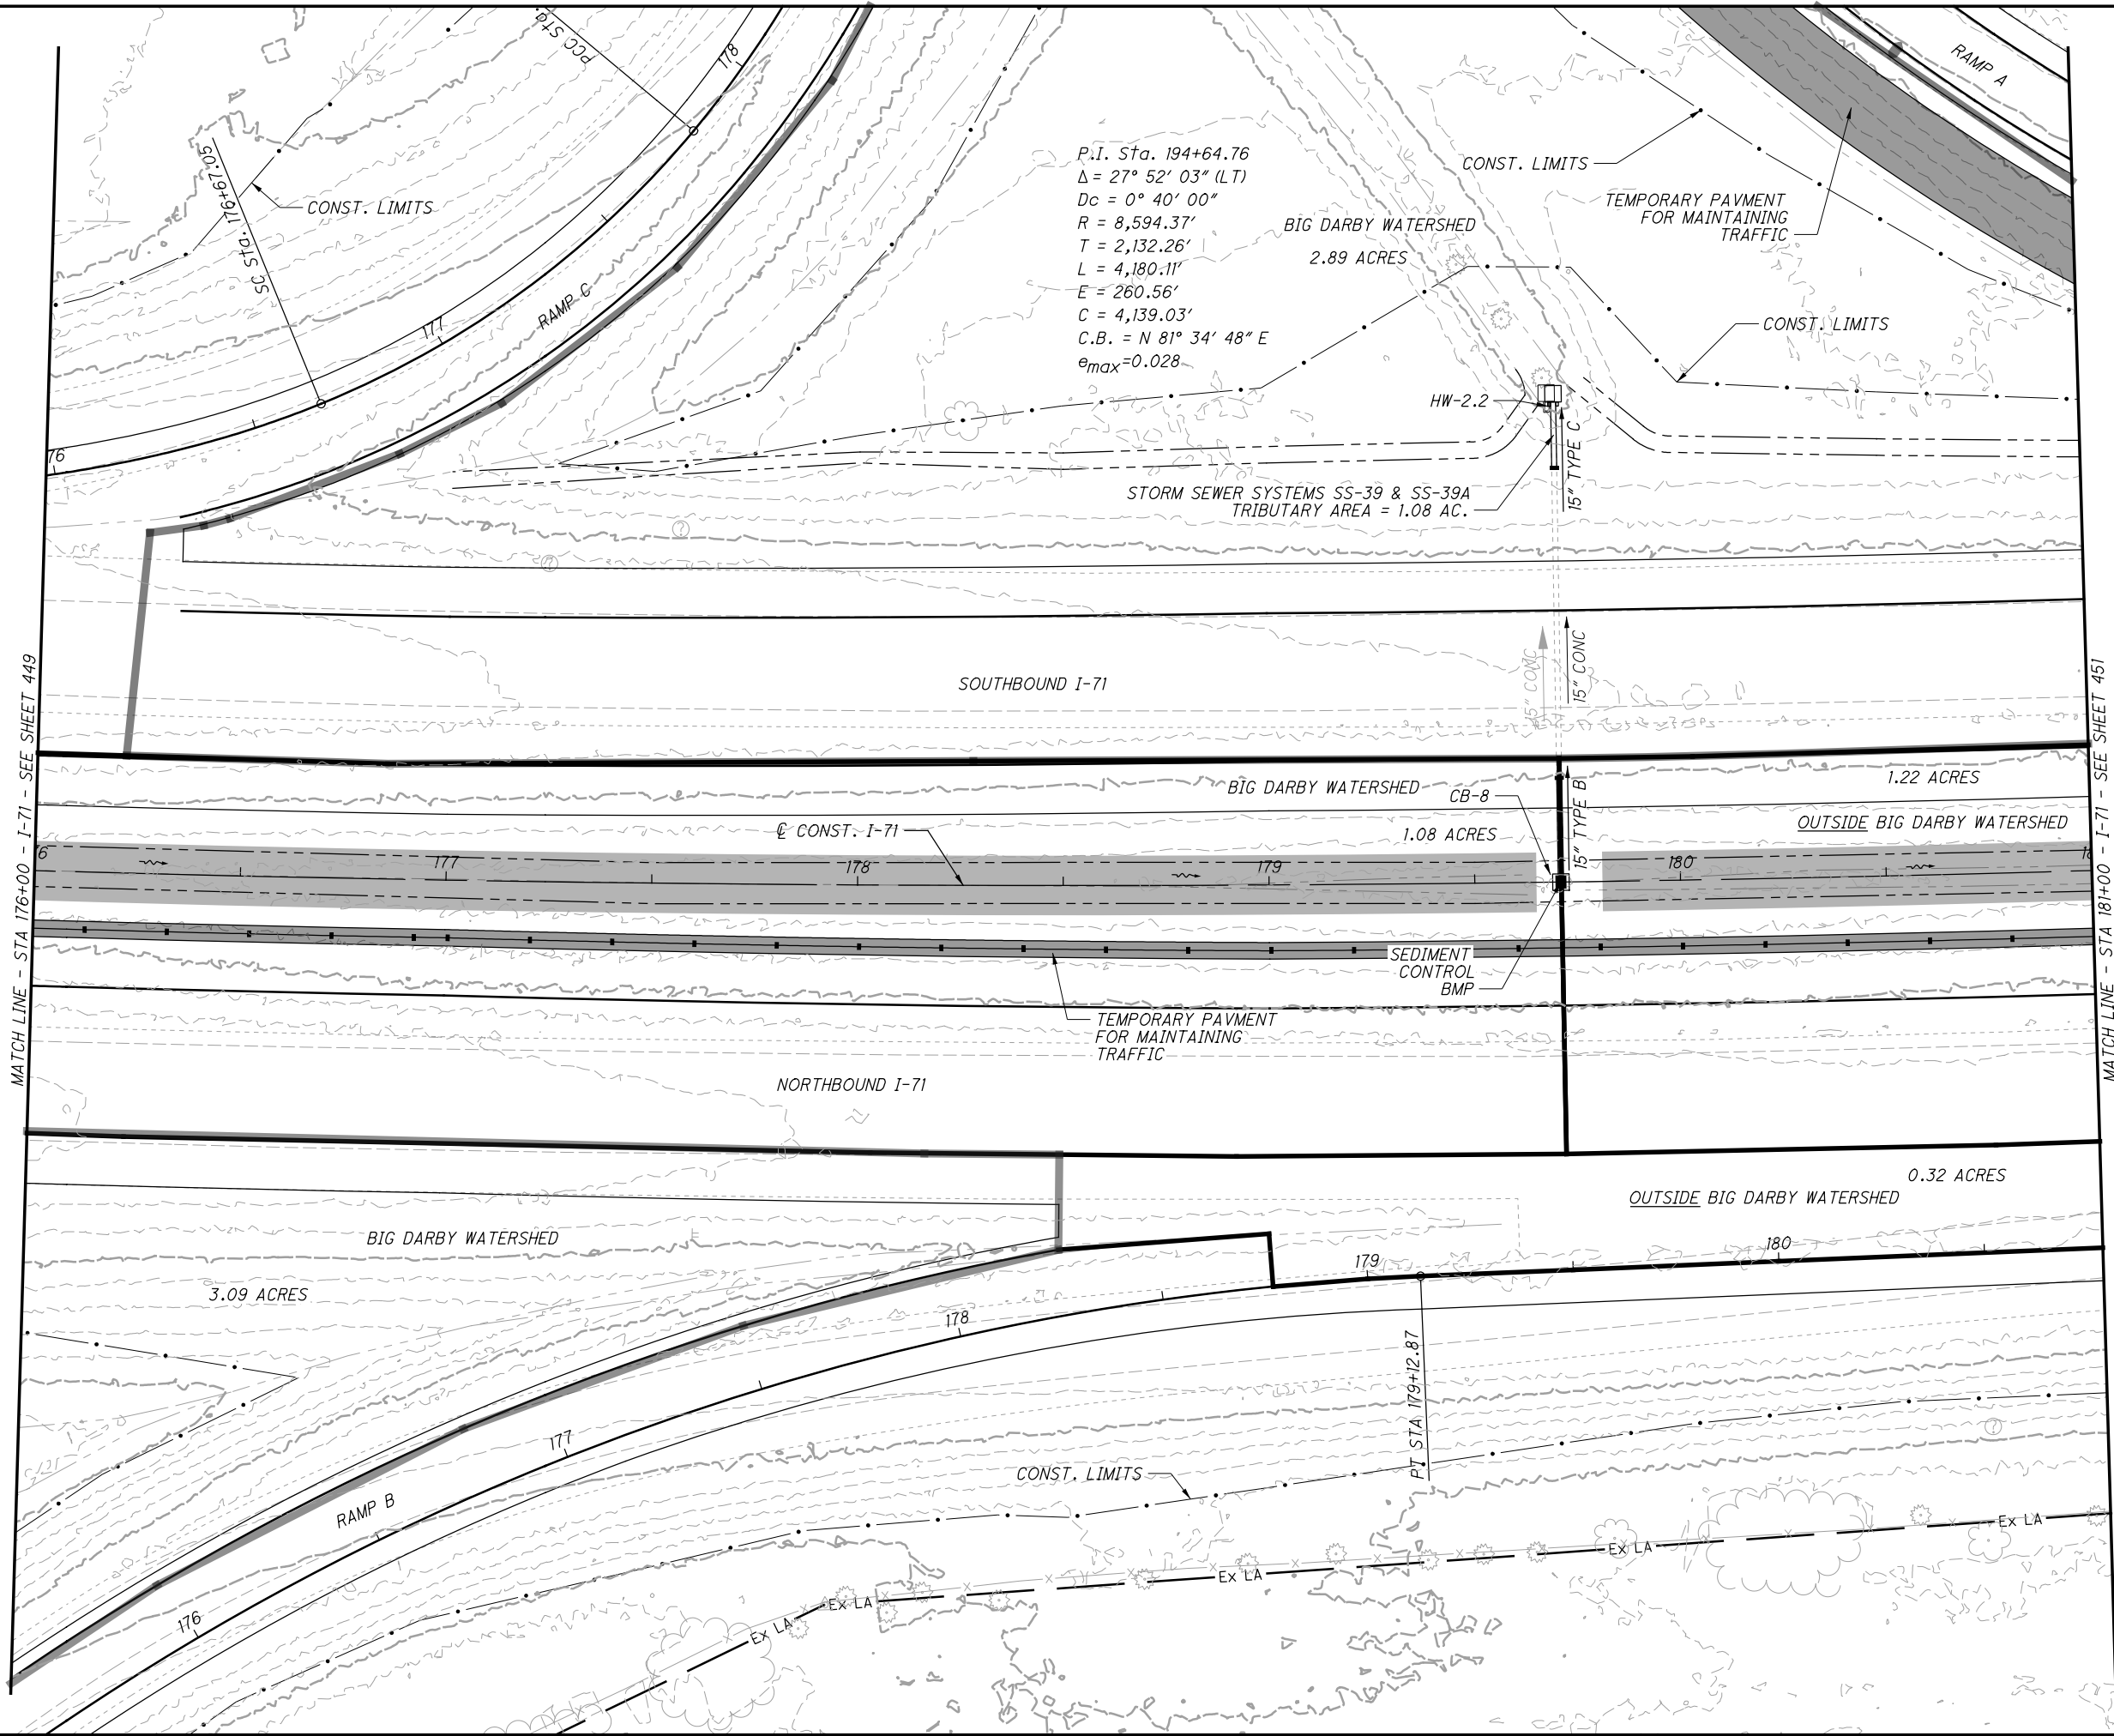 PCC Sta.
178
RAMP A
SC Sta. 176+67.05
CONST. LIMITS
P.I. Sta. 194+64.76
Δ = 27° 52' 03" (LT)
Dc = 0° 40' 00"
R = 8,594.37'
T = 2,132.26'
L = 4,180.11'
E = 260.56'
C = 4,139.03'
C.B. = N 81° 34' 48" E
emax=0.028
CONST. LIMITS
TEMPORARY PAVMENT
FOR MAINTAINING
TRAFFIC
BIG DARBY WATERSHED
2.89 ACRES
RAMP C
177
CONST. LIMITS
HW-2.2
15" TYPE C
76
STORM SEWER SYSTEMS SS-39 & SS-39A
TRIBUTARY AREA = 1.08 AC.
MATCH LINE - STA 176+00 - I-71 - SEE SHEET 449
SOUTHBOUND I-71
15" CONC
15" CONC
MATCH LINE - STA 181+00 - I-71 - SEE SHEET 451
BIG DARBY WATERSHED
CB-8
15" TYPE B
1.22 ACRES
℄ CONST. I-71
1.08 ACRES
OUTSIDE BIG DARBY WATERSHED
6
177
178
179
180
18
SEDIMENT
CONTROL
BMP
TEMPORARY PAVMENT
FOR MAINTAINING
TRAFFIC
NORTHBOUND I-71
0.32 ACRES
OUTSIDE BIG DARBY WATERSHED
BIG DARBY WATERSHED
3.09 ACRES
179
180
178
PT STA 179+12.87
177
CONST. LIMITS
RAMP B
176
Ex LA
Ex LA
Ex LA
Ex LA
Ex LA